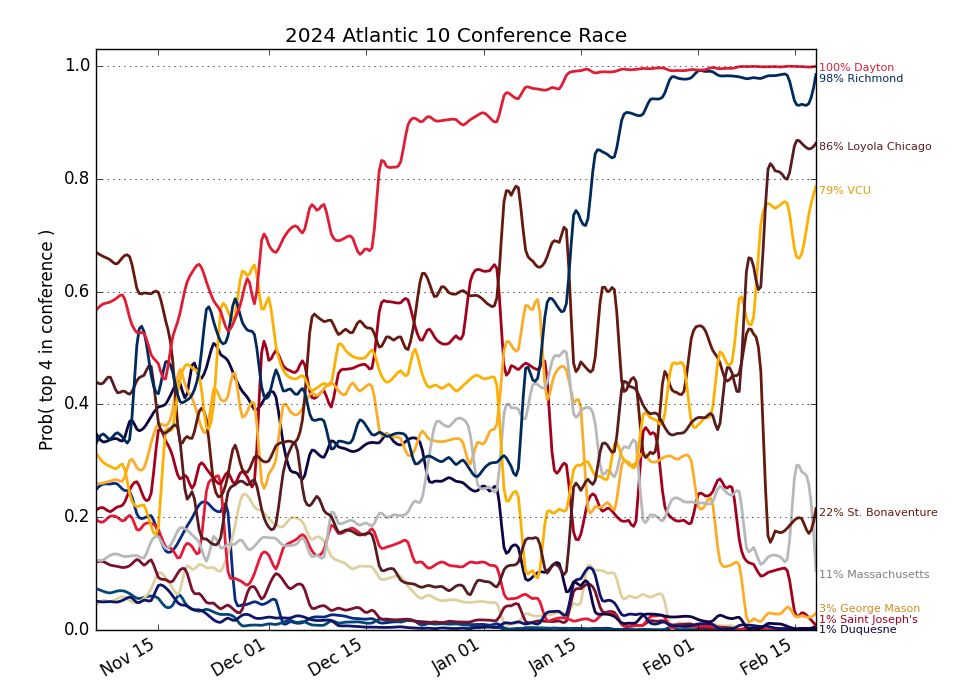 2024 Atlantic 10 Conference Race
Prob( top 4 in conference )
1.0
0.8
0.6
0.4
0.2
0.0
Nov 15
Dec 01
Dec 15
Jan 01
Jan 15
Feb 01
Feb 15
100% Dayton
98% Richmond
86% Loyola Chicago
79% VCU
22% St. Bonaventure
11% Massachusetts
3% George Mason
1% Saint Joseph's
1% Duquesne